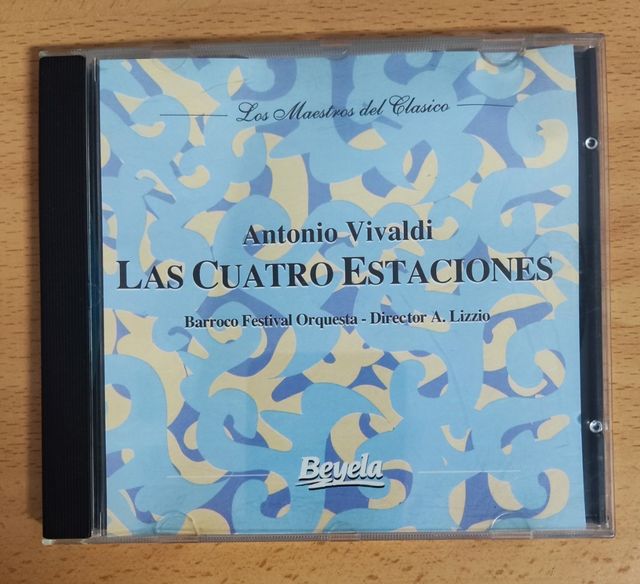 Los Maestros del Clasico
Antonio Vivaldi
LAS CUATRO ESTACIONES
Barroco Festival Orquesta - Director A. Lizzio
Beyela